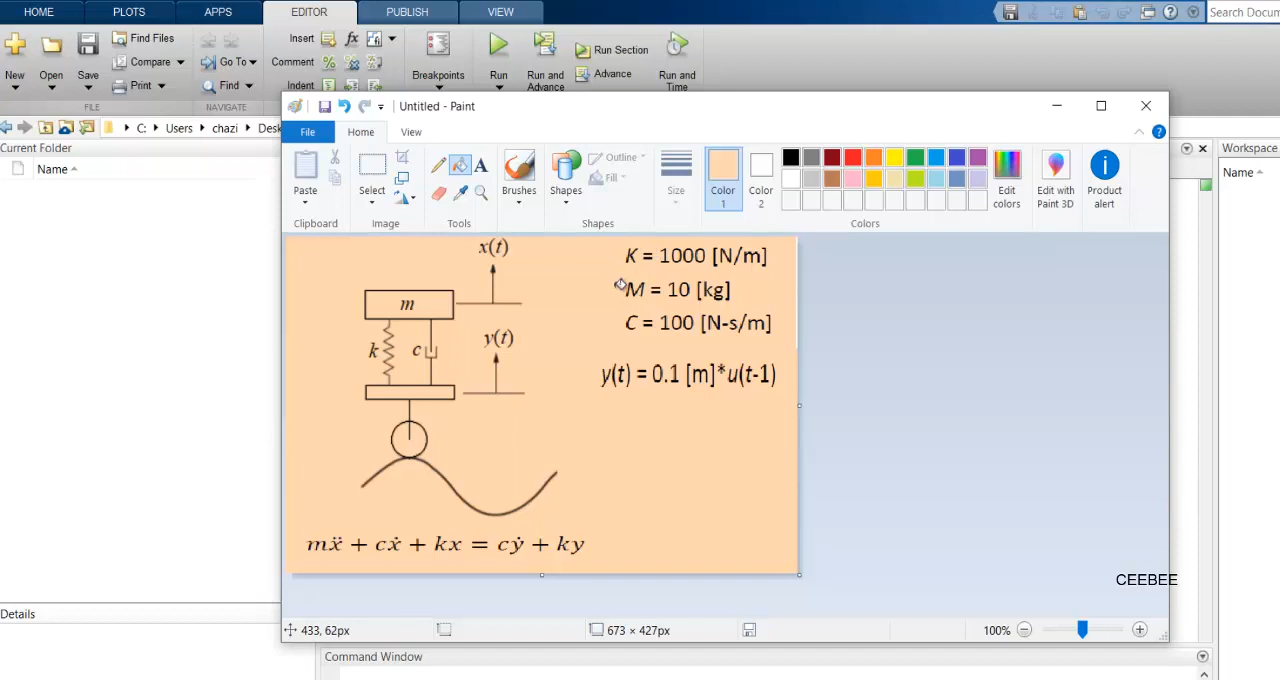 HOME PLOTS APPS EDITOR PUBLISH VIEW
Search Docum
New Open Save Find Files Compare Print
FILE
Go To Find
NAVIGATE
Insert fx
Comment
Indent
Breakpoints
Run
Run and Advance
Run Section
Advance
Run and Time
C: Users chazi Desk
Current Folder
Name
Details
Workspace
Name
Untitled - Paint
File Home View
Paste
Clipboard
Select
Image
A
Tools
Brushes
Shapes
Outline
Fill
Shapes
Size
Color 1
Color 2
Edit colors
Colors
Edit with Paint 3D
Product alert
x(t)
m
k
c
y(t)
K = 1000 [N/m]
M = 10 [kg]
C = 100 [N-s/m]
y(t) = 0.1 [m]*u(t-1)
mẍ + cẋ + kx = cẏ + ky
CEEBEE
433, 62px
673 × 427px
100%
Command Window